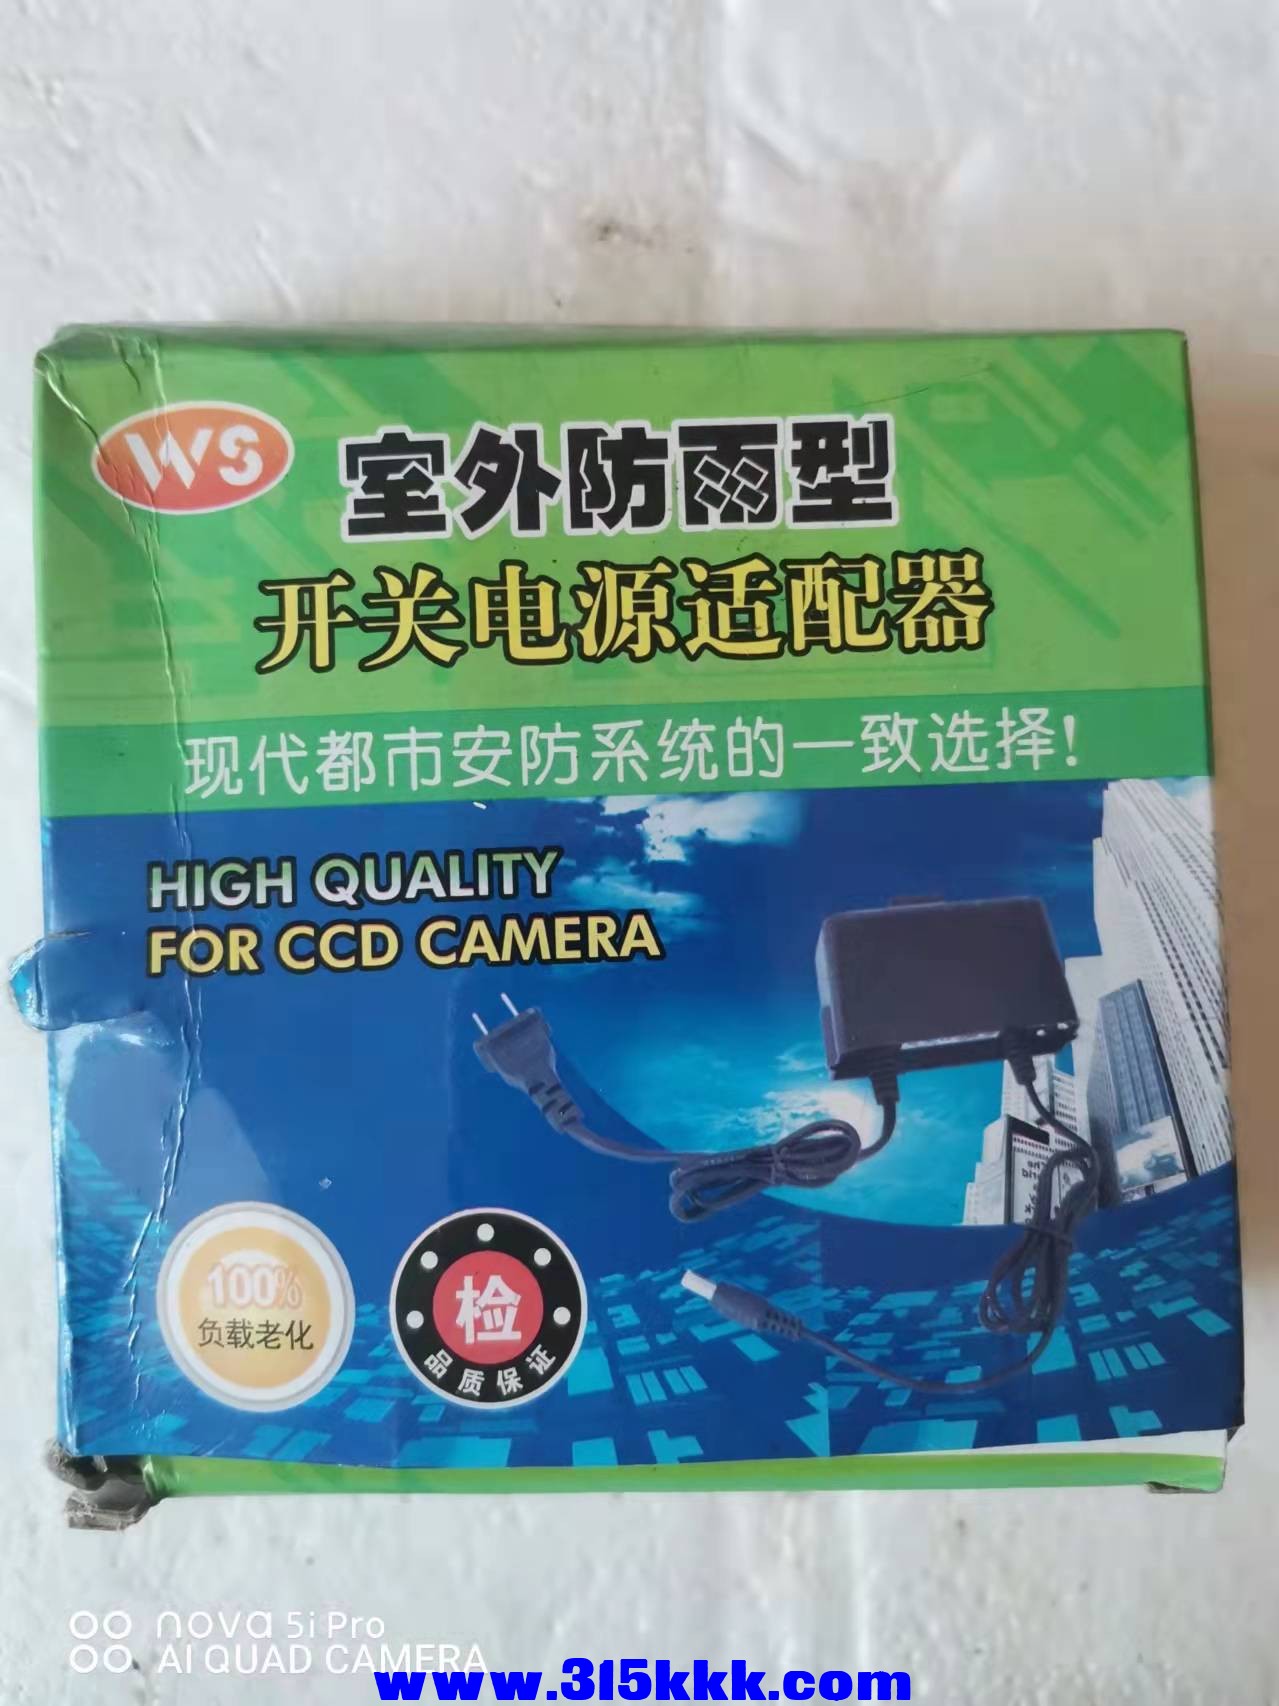 WS
室外防雨型
开关电源适配器
现代都市安防系统的一致选择!
HIGH QUALITY
FOR CCD CAMERA
100%
负载老化
检
品质保证
nova 5i Pro
AI QUAD CAMERA
www.315kkk.com